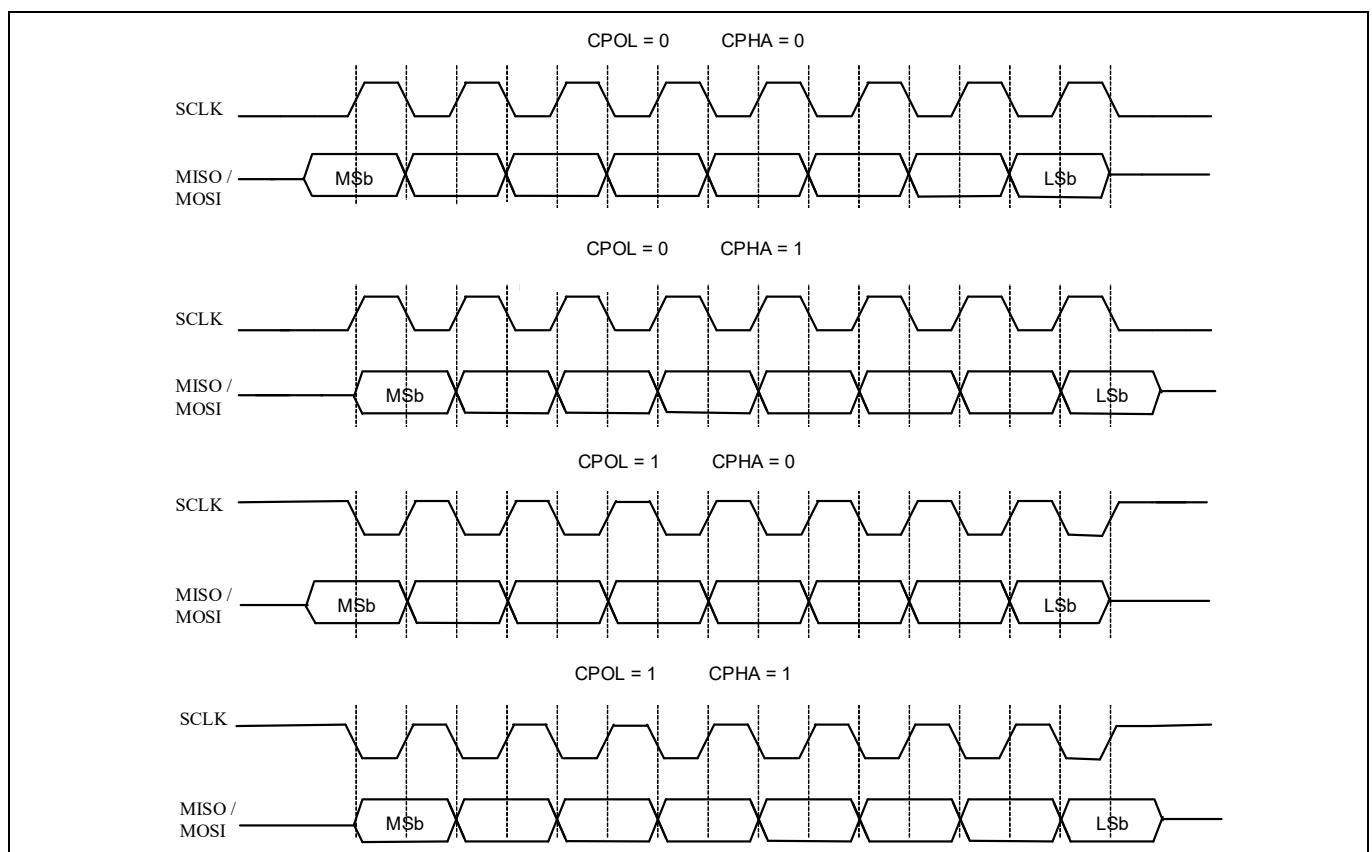 CPOL = 0 CPHA = 0
SCLK
MISO /
MOSI
MSb LSb
CPOL = 0 CPHA = 1
SCLK
MISO /
MOSI
MSb LSb
CPOL = 1 CPHA = 0
SCLK
MISO /
MOSI
MSb LSb
CPOL = 1 CPHA = 1
SCLK
MISO /
MOSI
MSb LSb